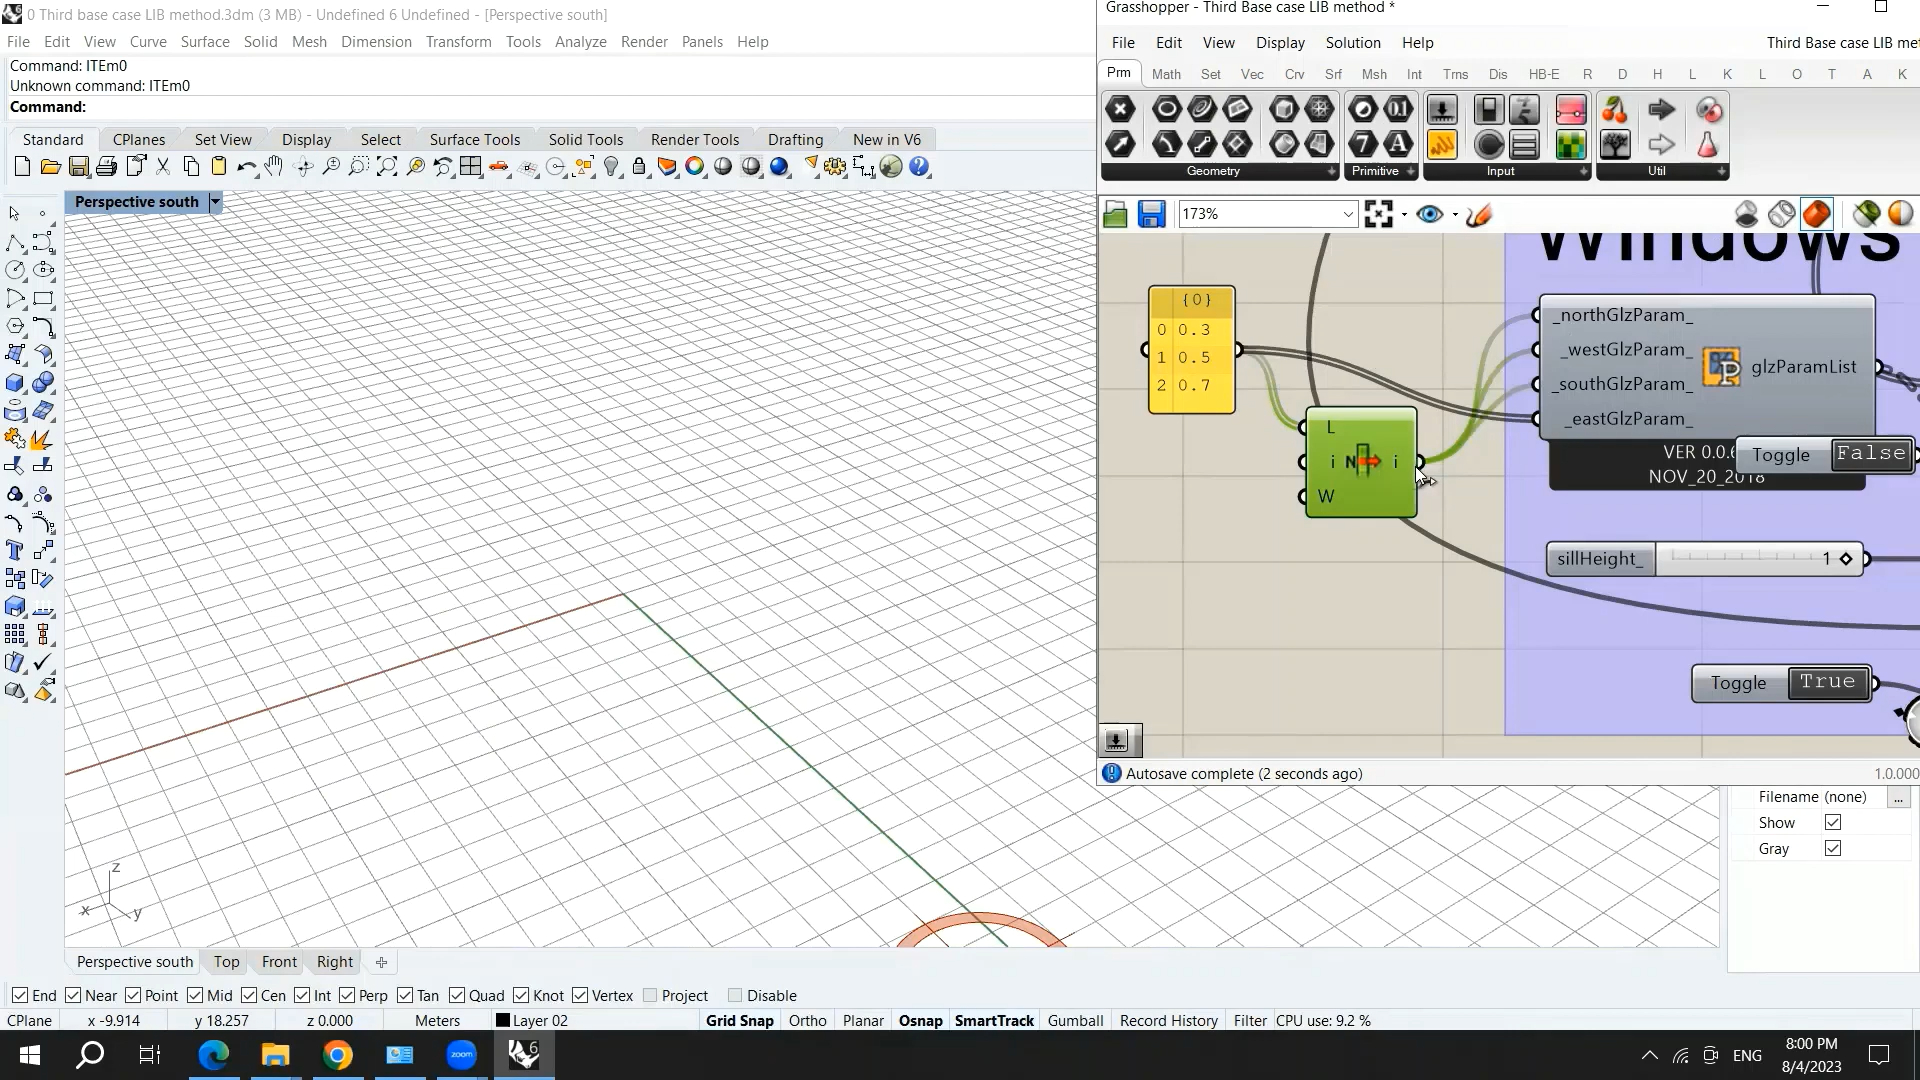 0 Third base case LIB method.3dm (3 MB) - Undefined 6 Undefined - [Perspective south]
File Edit View Curve Surface Solid Mesh Dimension Transform Tools Analyze Render Panels Help
Command: ITEm0
Unknown command: ITEm0
Command:
Standard CPlanes Set View Display Select Surface Tools Solid Tools Render Tools Drafting New in V6
Perspective south
Grasshopper - Third Base case LIB method *
File Edit View Display Solution Help
Third Base case LIB me
Prm Math Set Vec Crv Srf Msh Int Trns Dis HB-E R D H L K L O T A K
Geometry Primitive Input Util
173%
Windows
{0}
0 0.3
1 0.5
2 0.7
L
i N i
W
_northGlzParam_
_westGlzParam_
_southGlzParam_
_eastGlzParam_
glzParamList
VER 0.0.6
NOV_20_2018
Toggle False
sillHeight_ 1
Toggle True
Autosave complete (2 seconds ago)
1.0.000
Filename (none) ...
Show
Gray
z
x
y
Perspective south Top Front Right
End Near Point Mid Cen Int Perp Tan Quad Knot Vertex Project Disable
CPlane x -9.914 y 18.257 z 0.000 Meters Layer 02 Grid Snap Ortho Planar Osnap SmartTrack Gumball Record History Filter CPU use: 9.2 %
zoom
6
ENG
8:00 PM
8/4/2023